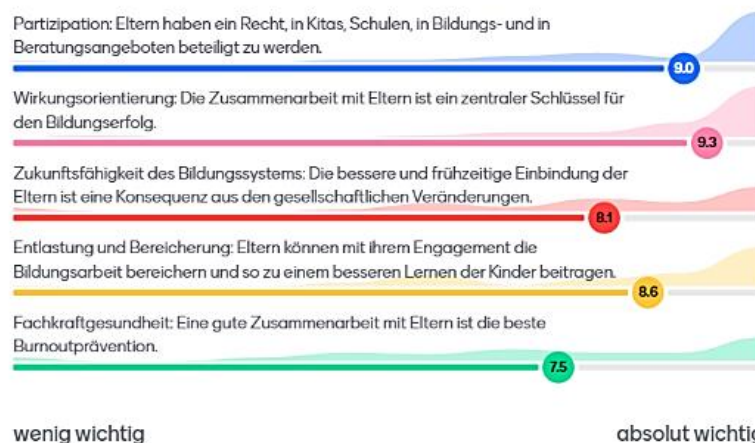 Partizipation: Eltern haben ein Recht, in Kitas, Schulen, in Bildungs- und in
Beratungsangeboten beteiligt zu werden.
9.0
Wirkungsorientierung: Die Zusammenarbeit mit Eltern ist ein zentraler Schlüssel für
den Bildungserfolg.
9.3
Zukunftsfähigkeit des Bildungssystems: Die bessere und frühzeitige Einbindung der
Eltern ist eine Konsequenz aus den gesellschaftlichen Veränderungen.
8.1
Entlastung und Bereicherung: Eltern können mit ihrem Engagement die
Bildungsarbeit bereichern und so zu einem besseren Lernen der Kinder beitragen.
8.6
Fachkraftgesundheit: Eine gute Zusammenarbeit mit Eltern ist die beste
Burnoutprävention.
7.5
wenig wichtig absolut wichtig